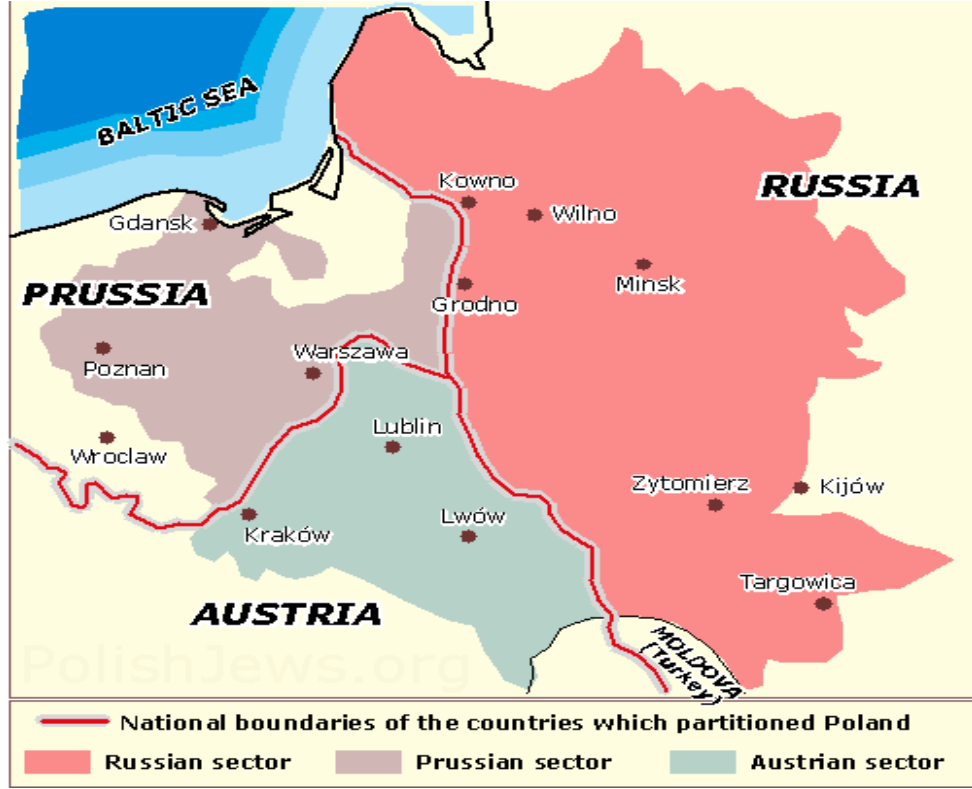 BALTIC SEA
Kowno
RUSSIA
Wilno
Gdansk
Minsk
PRUSSIA
Grodno
Warszawa
Poznan
Lublin
Wroclaw
Zytomierz
Kijów
Kraków
Lwów
Targowica
AUSTRIA
MOLDOVA
(Turkey)
PolishJews.org
National boundaries of the countries which partitioned Poland
Russian sector Prussian sector Austrian sector